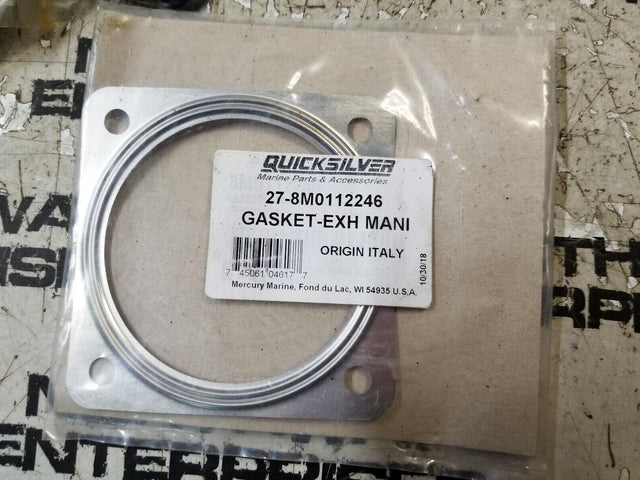 QUICKSILVER
Marine Parts & Accessories
27-8M0112246
GASKET-EXH MANI
ORIGIN ITALY
7 45061 04617 7
10/30/18
Mercury Marine, Fond du Lac, WI 54935 U.S.A.
ENTERPRISE